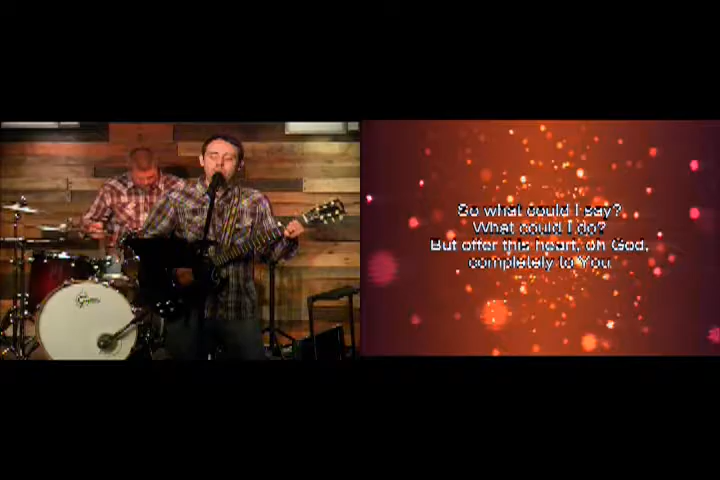 So what could I say?
What could I do?
But offer this heart, oh God,
completely to You.